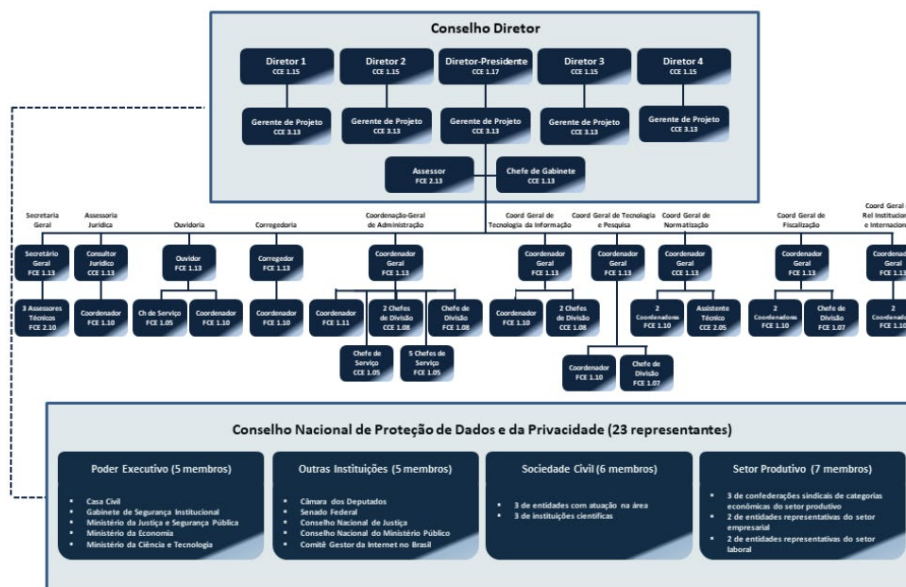 Conselho Diretor
Diretor 1
CCE 1.15
Diretor 2
CCE 1.15
Diretor-Presidente
CCE 1.17
Diretor 3
CCE 1.15
Diretor 4
CCE 1.15
Gerente de Projeto
CCE 3.13
Gerente de Projeto
CCE 3.13
Gerente de Projeto
CCE 3.13
Gerente de Projeto
CCE 3.13
Gerente de Projeto
CCE 3.13
Assessor
FCE 2.13
Chefe de Gabinete
CCE 1.13
Secretaria
Geral
Assessoria
Jurídica
Ouvidoria
Corregedoria
Coordenação-Geral
de Administração
Coord Geral de
Tecnologia da Informação
Coord Geral de Tecnologia
e Pesquisa
Coord Geral de
Normatização
Coord Geral de
Fiscalização
Coord Geral
Rel Institucion
e Internacion
Secretário
Geral
FCE 1.13
Consultor
Jurídico
CCE 1.13
Ouvidor
FCE 1.13
Corregedor
FCE 1.13
Coordenador
Geral
FCE 1.13
Coordenador
Geral
FCE 1.13
Coordenador
Geral
FCE 1.13
Coordenador
Geral
CCE 1.13
Coordenador
Geral
FCE 1.13
Coordenad
Geral
FCE 1.13
3 Assessores
Técnicos
FCE 2.10
Coordenador
FCE 1.10
Ch de Serviço
FCE 1.05
Coordenador
FCE 1.10
Coordenador
FCE 1.10
Coordenador
FCE 1.11
2 Chefes
de Divisão
CCE 1.08
Chefe de
Divisão
FCE 1.08
Coordenador
FCE 1.10
2 Chefes de
Divisão
CCE 1.08
2
Coordenadores
FCE 1.10
Assistente
Técnico
CCE 2.05
2
Coordenadores
FCE 1.10
Chefe de
Divisão
FCE 1.07
2
Coordenado
FCE 1.10
Chefe de
Serviço
CCE 1.05
5 Chefes de
Serviço
FCE 1.05
Coordenador
FCE 1.10
Chefe de
Divisão
FCE 1.07
Conselho Nacional de Proteção de Dados e da Privacidade (23 representantes)
Poder Executivo (5 membros)
Casa Civil
Gabinete de Segurança Institucional
Ministério da Justiça e Segurança Pública
Ministério da Economia
Ministério da Ciência e Tecnologia
Outras Instituições (5 membros)
Câmara dos Deputados
Senado Federal
Conselho Nacional de Justiça
Conselho Nacional do Ministério Público
Comitê Gestor da Internet no Brasil
Sociedade Civil (6 membros)
3 de entidades com atuação na área
3 de instituições científicas
Setor Produtivo (7 membros)
3 de confederações sindicais de categorias
econômicas do setor produtivo
2 de entidades representativas do setor
empresarial
2 de entidades representativas do setor
laboral